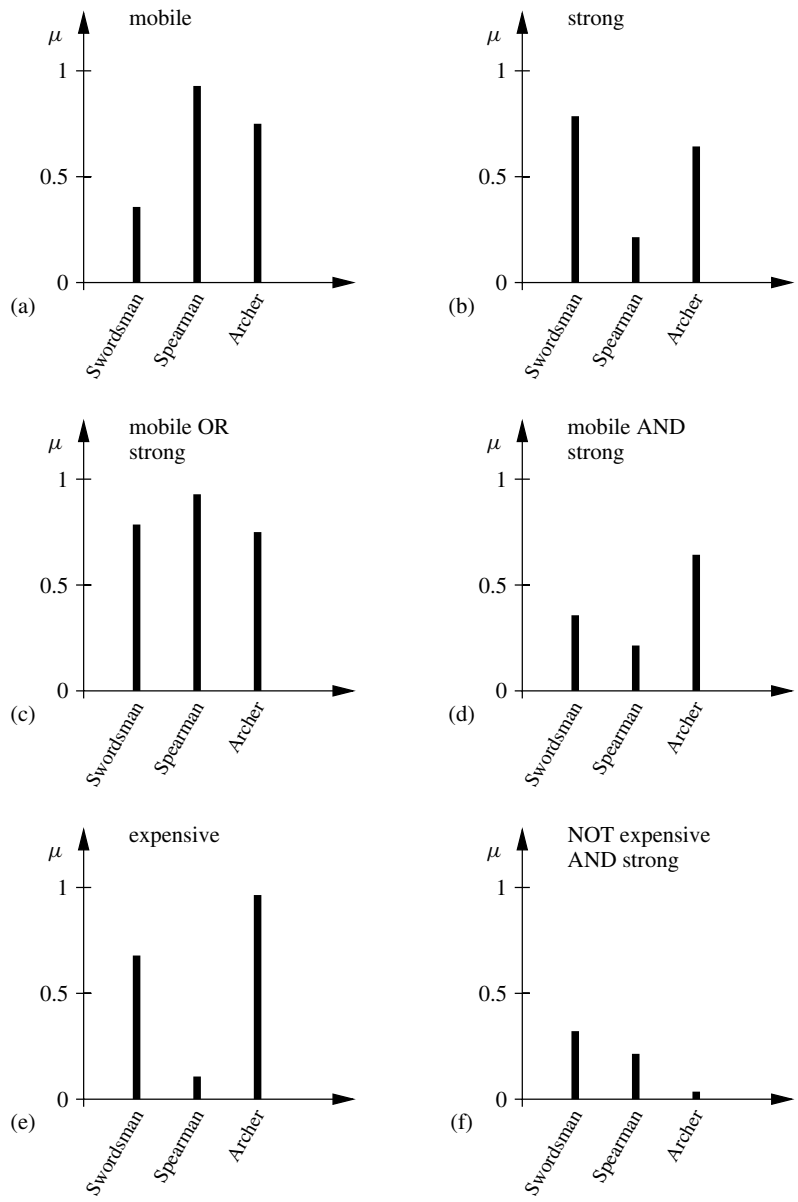 mobile
μ
1
0.5
0
(a)
Swordsman
Spearman
Archer
strong
μ
1
0.5
0
(b)
Swordsman
Spearman
Archer
mobile OR
strong
μ
1
0.5
0
(c)
Swordsman
Spearman
Archer
mobile AND
strong
μ
1
0.5
0
(d)
Swordsman
Spearman
Archer
expensive
μ
1
0.5
0
(e)
Swordsman
Spearman
Archer
NOT expensive
AND strong
μ
1
0.5
0
(f)
Swordsman
Spearman
Archer